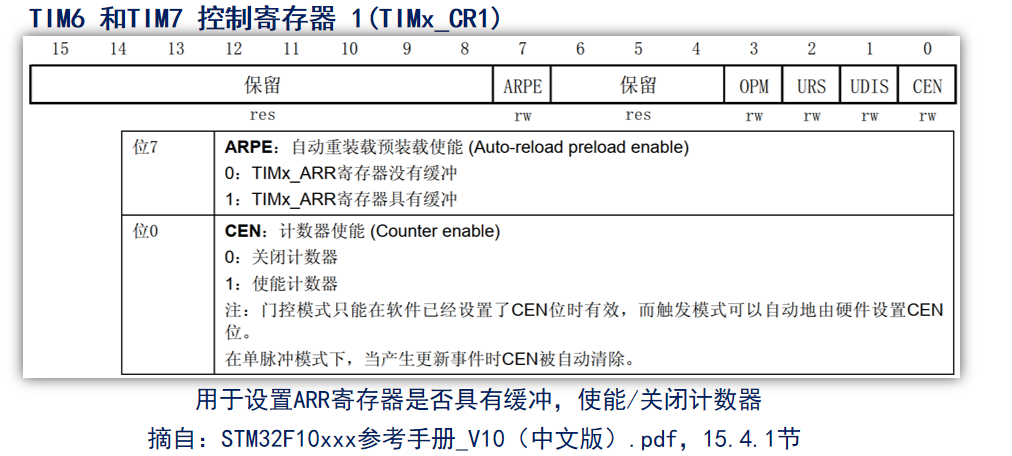 TIM6 和TIM7 控制寄存器 1(TIMx_CR1)
15 14 13 12 11 10 9 8 7 6 5 4 3 2 1 0
保留 ARPE 保留 OPM URS UDIS CEN
res rw res rw rw rw rw
位7 ARPE：自动重装载预装载使能 (Auto-reload preload enable)
0：TIMx_ARR寄存器没有缓冲
1：TIMx_ARR寄存器具有缓冲
位0 CEN：计数器使能 (Counter enable)
0：关闭计数器
1：使能计数器
注：门控模式只能在软件已经设置了CEN位时有效，而触发模式可以自动地由硬件设置CEN
位。
在单脉冲模式下，当产生更新事件时CEN被自动清除。
用于设置ARR寄存器是否具有缓冲，使能/关闭计数器
摘自：STM32F10xxx参考手册_V10（中文版）.pdf，15.4.1节